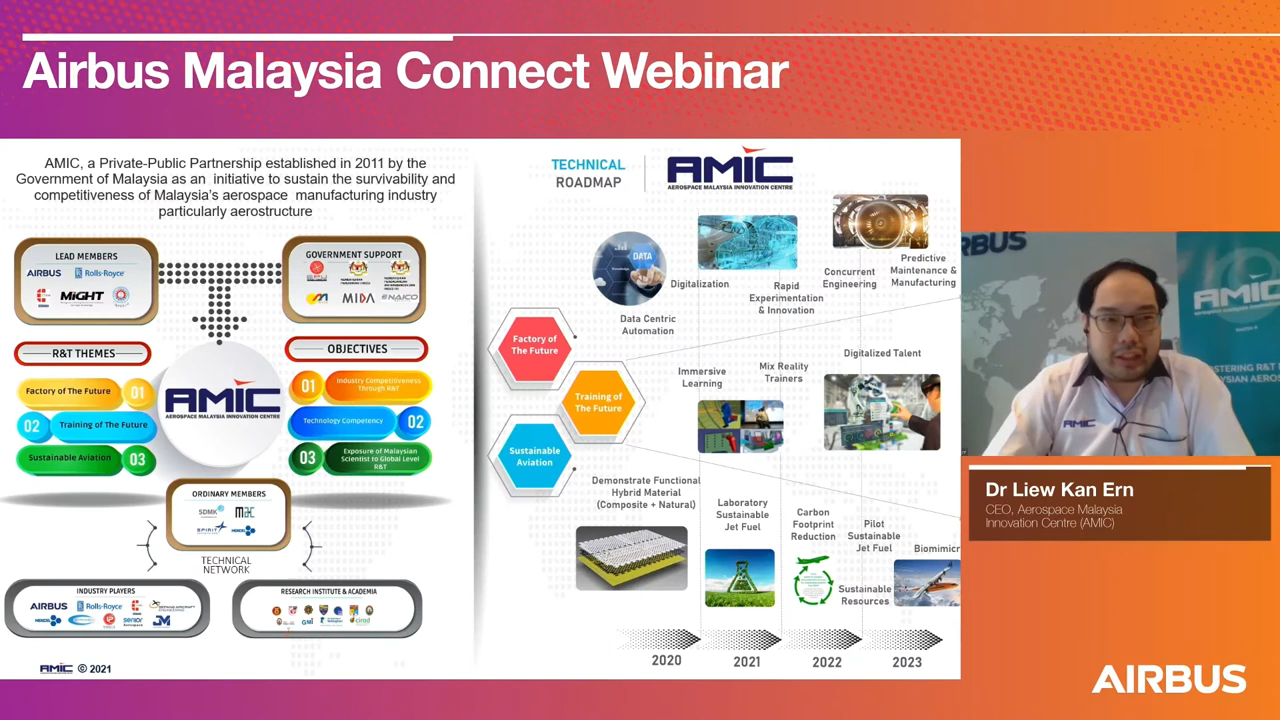 Airbus Malaysia Connect Webinar
AMIC, a Private-Public Partnership established in 2011 by the
Government of Malaysia as an initiative to sustain the survivability and
competitiveness of Malaysia's aerospace manufacturing industry
particularly aerostructure
LEAD MEMBERS
AIRBUS
Rolls-Royce
MiGHT
GOVERNMENT SUPPORT
MIDA
NAICO
R&T THEMES
Factory of The Future
01
02
Training of The Future
Sustainable Aviation
03
AMIC
AEROSPACE MALAYSIA INNOVATION CENTRE
OBJECTIVES
01
Industry Competitiveness
Through R&T
Technology Competency
02
03
Exposure of Malaysian
Scientist to Global Level
R&T
ORDINARY MEMBERS
SDMK
SPIRIT
TECHNICAL
NETWORK
INDUSTRY PLAYERS
AIRBUS
Rolls-Royce
senior
RESEARCH INSTITUTE & ACADEMIA
GMI
cirod
AMIC © 2021
TECHNICAL
ROADMAP
AMIC
AEROSPACE MALAYSIA INNOVATION CENTRE
DATA
Data Centric
Automation
Digitalization
Rapid
Experimentation
& Innovation
Concurrent
Engineering
Predictive
Maintenance &
Manufacturing
Factory of
The Future
Training of
The Future
Sustainable
Aviation
Immersive
Learning
Mix Reality
Trainers
Digitalized Talent
Demonstrate Functional
Hybrid Material
(Composite + Natural)
Laboratory
Sustainable
Jet Fuel
Carbon
Footprint
Reduction
Pilot
Sustainable
Jet Fuel
Biomimicr
Sustainable
Resources
2020
2021
2022
2023
AIRBUS
AMIC
AMIC
Dr Liew Kan Ern
CEO, Aerospace Malaysia
Innovation Centre (AMIC)
AIRBUS